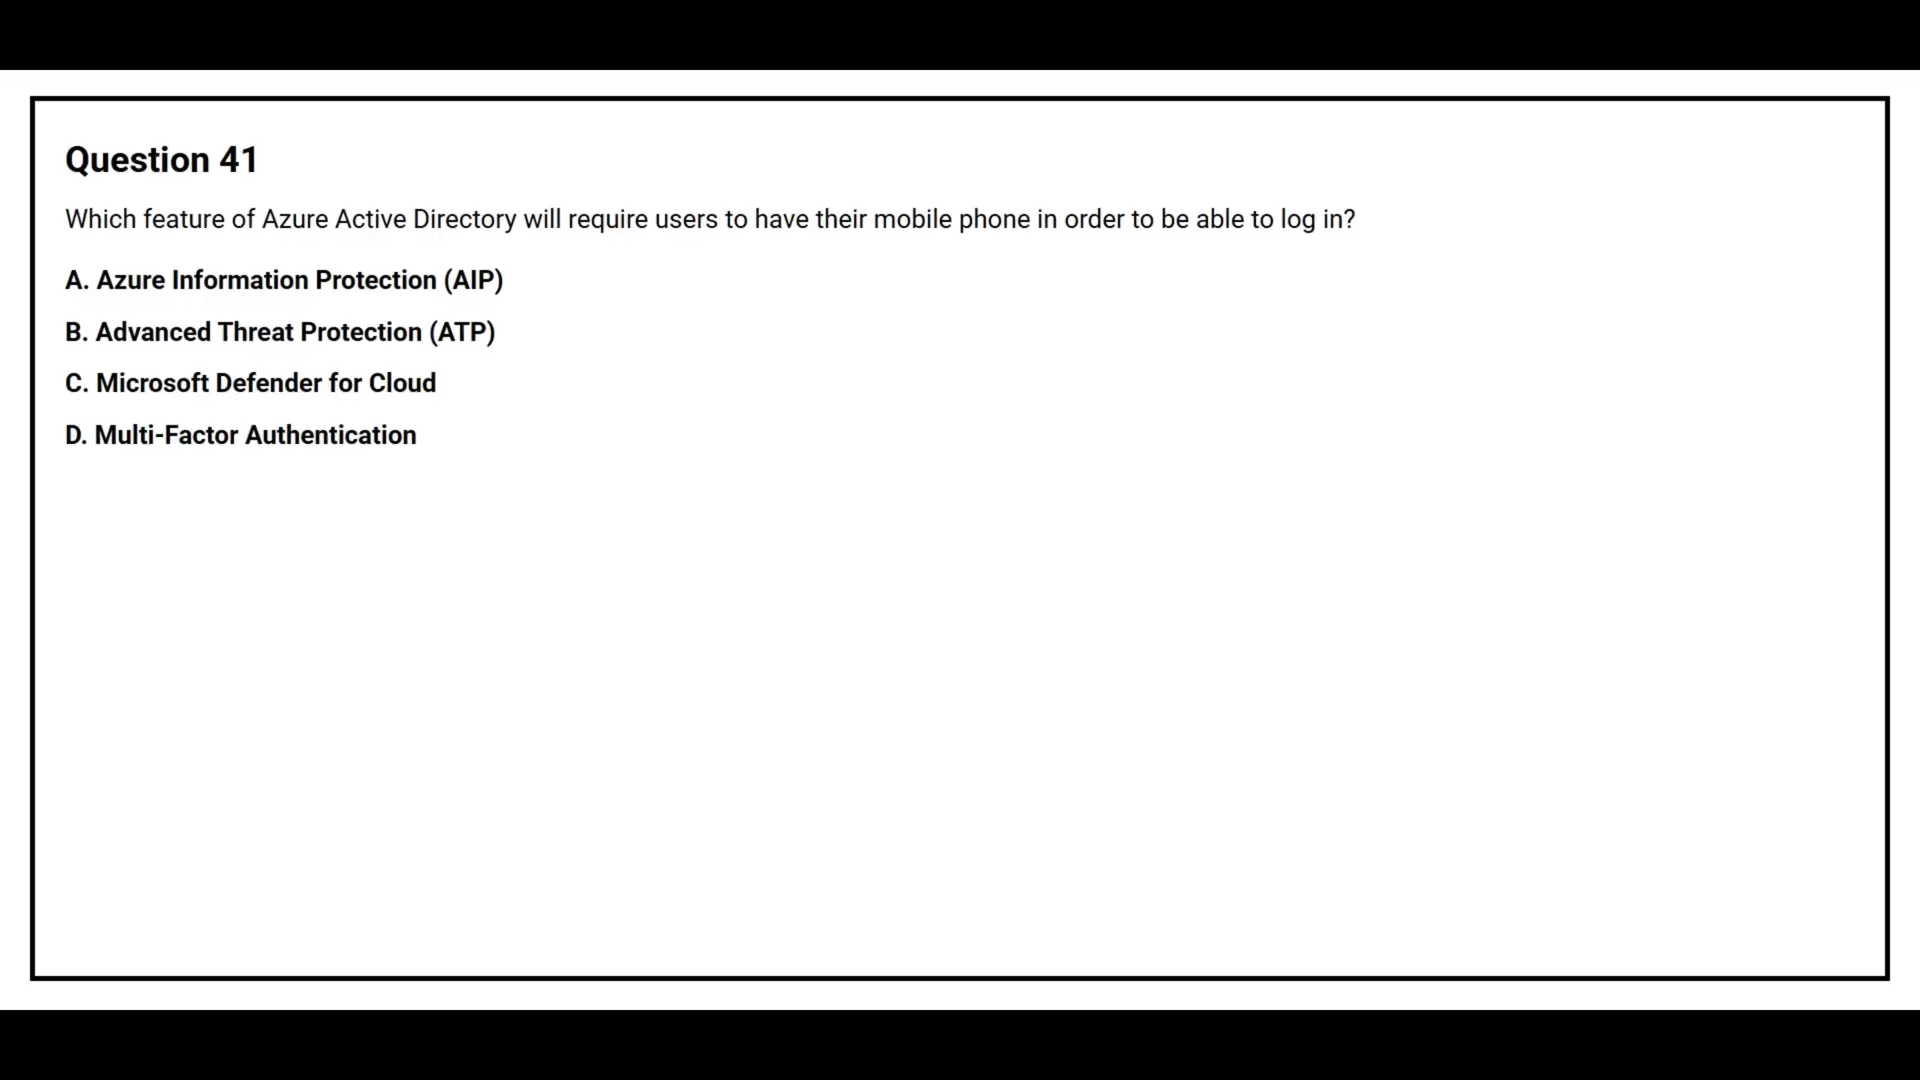 Question 41
Which feature of Azure Active Directory will require users to have their mobile phone in order to be able to log in?
A. Azure Information Protection (AIP)
B. Advanced Threat Protection (ATP)
C. Microsoft Defender for Cloud
D. Multi-Factor Authentication